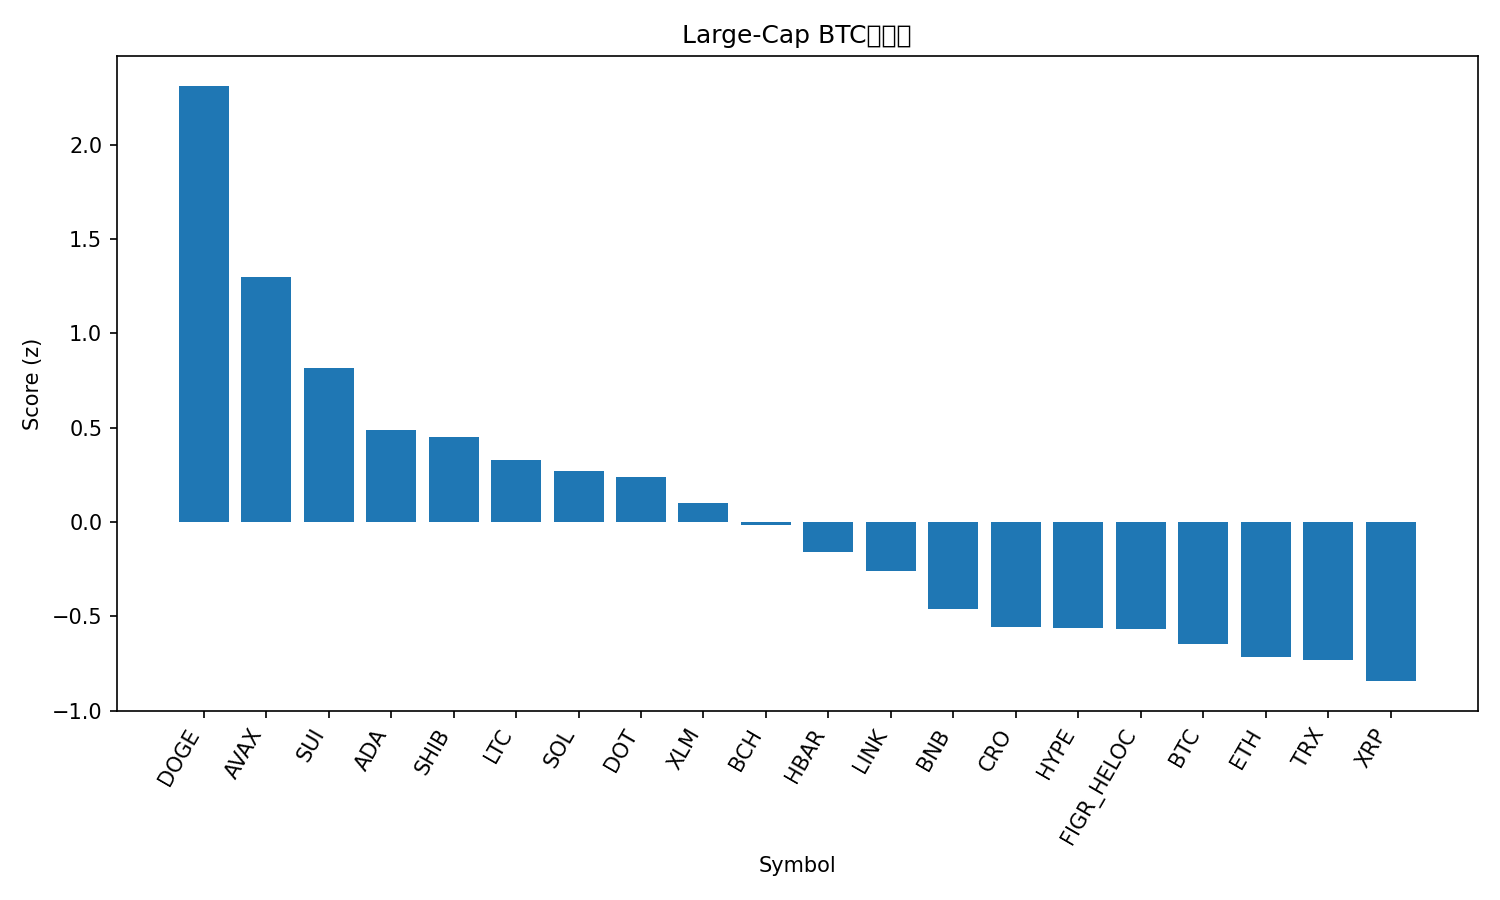 Large-Cap BTC
Score (z)
2.0
1.5
1.0
0.5
0.0
−0.5
−1.0
DOGE
AVAX
SUI
ADA
SHIB
LTC
SOL
DOT
XLM
BCH
HBAR
LINK
BNB
CRO
HYPE
FIGR_HELOC
BTC
ETH
TRX
XRP
Symbol